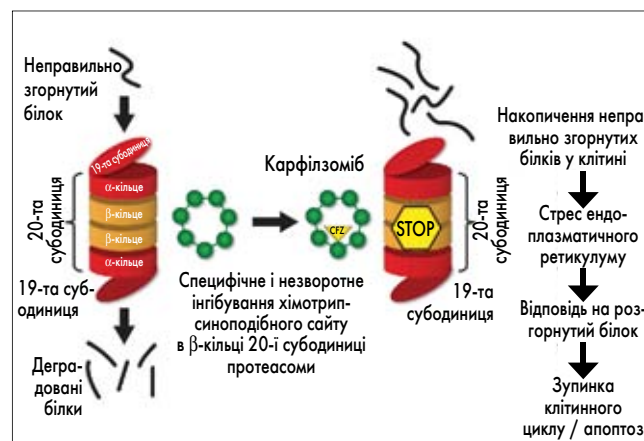 Неправильно
згорнутий
білок
19-та субодиниця
α-кільце
β-кільце
β-кільце
α-кільце
20-та
субодиниця
19-та суб-
одиниця
Дегра-
довані
білки
Карфілзоміб
CFZ
Специфічне і незворотне
інгібування хімотрип-
синоподібного сайту
в β-кільці 20-ї субодиниці
протеасоми
STOP
20-та
субодиниця
19-та
субодиниця
Накопичення непра
вильно згорнутих
білків у клітині
Стрес ендо-
плазматичного
ретикулуму
Відповідь на роз-
горнутий білок
Зупинка
клітинного
циклу / апоптоз